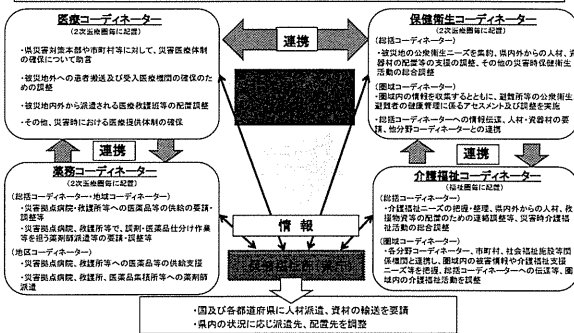 医療コーディネーター
(2次医療圏毎に配置)
・県災害対策本部や市町村等に対して、災害医療体制
の確保について助言
・被災地外への患者搬送及び受入医療機関の確保のた
めの調整
・被災地内外から派遣される医療救護班等の配置調整
・その他、災害時における医療提供体制の確保
連携
保健衛生コーディネーター
(2次医療圏毎に配置)
(総括コーディネーター)
・被災地の公衆衛生ニーズを集約、県内外からの人材、資
器材の配置等の支援の調整、その他の災害時保健衛生
活動の総合調整
(圏域コーディネーター)
・圏域内の情報を収集するとともに、避難所等の公衆衛生
避難者の健康管理に係るアセスメント及び調整を実施
・総括コーディネーターへの情報伝達、人材・資器材の要
請、他分野コーディネーターとの連携
連携
連携
薬務コーディネーター
(2次医療圏毎に配置)
(総括コーディネーター・地域コーディネーター)
・災害拠点病院・救護所等への医薬品等の供給の要請・
調整等
・災害拠点病院、救護所等で、調剤・医薬品仕分け作業
等を担う薬剤師派遣等の要請・調整等
(地区コーディネーター)
・災害拠点病院、救護所等への医薬品等の供給支援
・災害拠点病院、救護所、医薬品集積所等への薬剤師
派遣
介護福祉コーディネーター
(福祉圏毎に配置)
(総括コーディネーター)
・介護福祉ニーズの把握・整理、県内外からの人材、救
援物資等の配置のための連絡調整等、災害時介護福
祉活動の総合調整
(圏域コーディネーター)
・各分野コーディネーター、市町村、社会福祉施設等関
係機関と連携し、圏域内の被害情報や介護福祉支援
ニーズ等を把握、総括コーディネーターへの伝達等、圏
域内の介護福祉活動を調整
情報
・国及び各都道府県に人材派遣、資材の輸送を要請
・県内の状況に応じ派遣先、配置先を調整